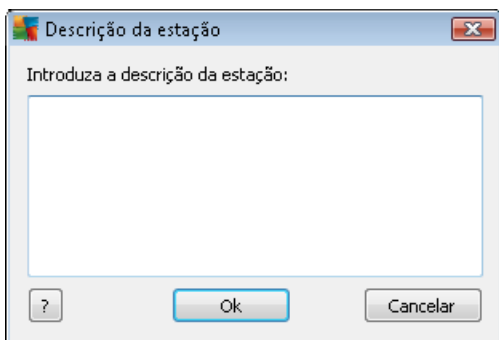 Descrição da estação
Introduza a descrição da estação:
?
Ok
Cancelar